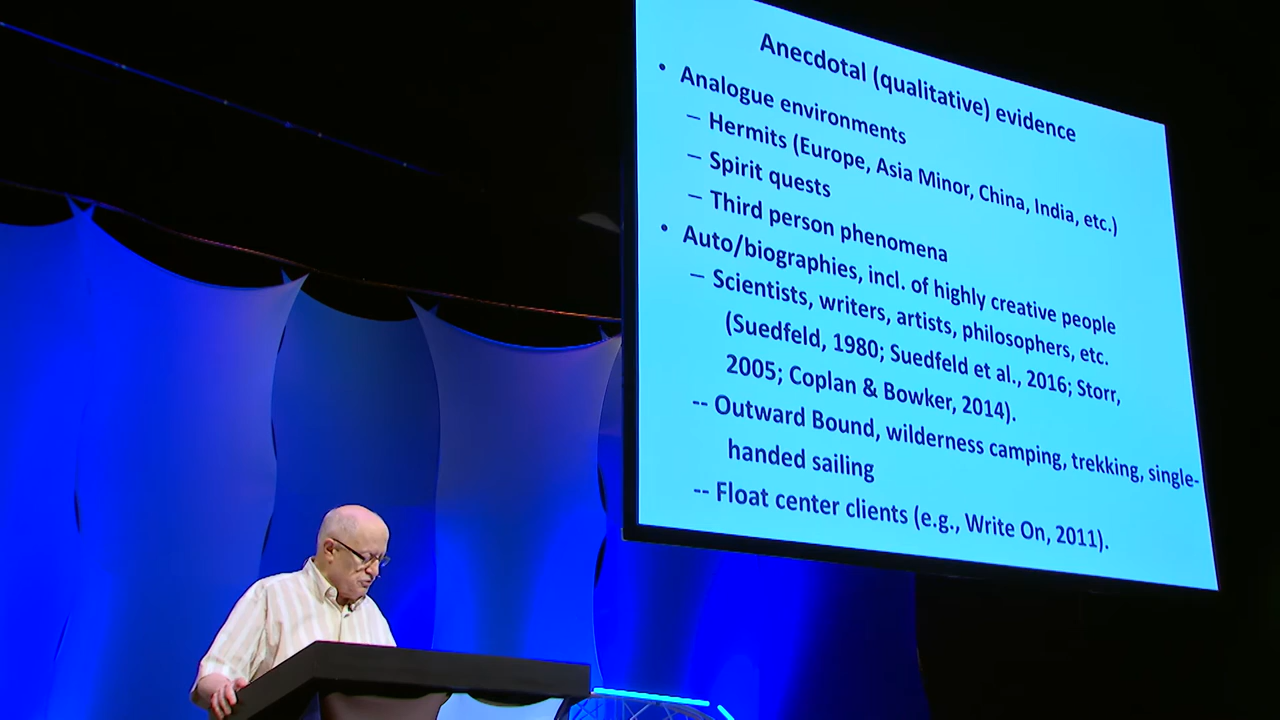 Anecdotal (qualitative) evidence
• Analogue environments
– Hermits (Europe, Asia Minor, China, India, etc.)
– Spirit quests
– Third person phenomena
• Auto/biographies, incl. of highly creative people
– Scientists, writers, artists, philosophers, etc.
(Suedfeld, 1980; Suedfeld et al., 2016; Storr,
2005; Coplan & Bowker, 2014).
-- Outward Bound, wilderness camping, trekking, single-
handed sailing
-- Float center clients (e.g., Write On, 2011).